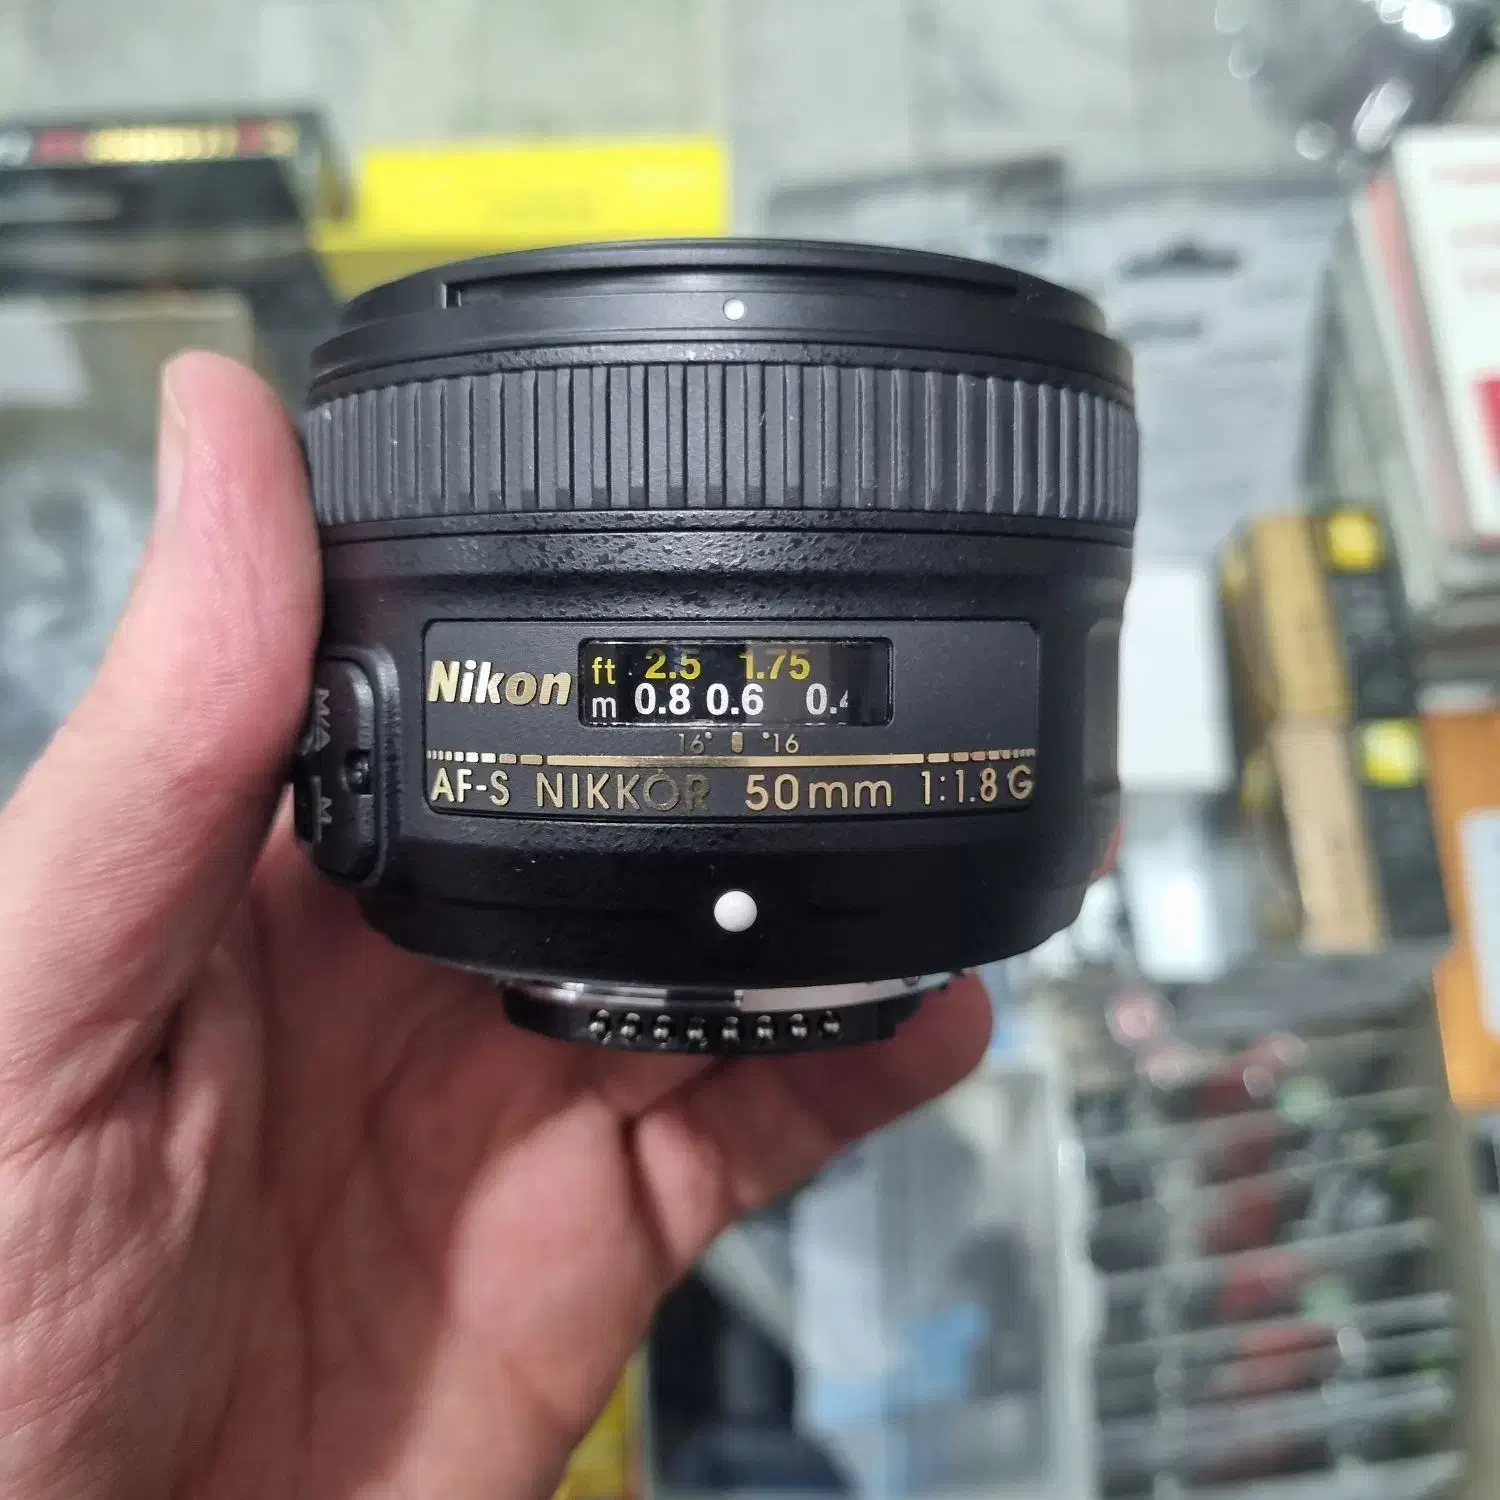 Nikon
ft 2.5 1.75
m 0.8 0.6 0.4
16 16
AF-S NIKKOR 50mm 1:1.8G
M/A M